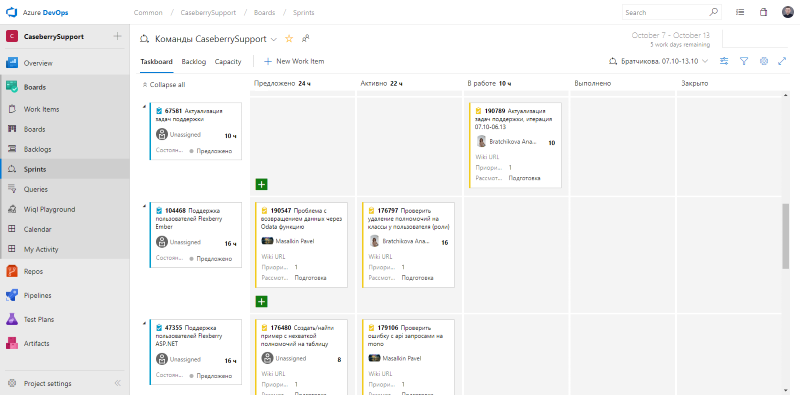 Azure DevOps
Common / CaseberrySupport / Boards / Sprints
Search
C CaseberrySupport
Overview
Boards
Work Items
Boards
Backlogs
Sprints
Queries
Wiql Playground
Calendar
My Activity
Repos
Pipelines
Test Plans
Artifacts
Project settings
Команды CaseberrySupport
October 7 - October 13
5 work days remaining
Taskboard Backlog Capacity
New Work Item
Братчикова. 07.10-13.10
Collapse all
Предложено 24 ч
Активно 22 ч
В работе 10 ч
Выполнено
Закрыто
67581 Актуализация
задач поддержки
Unassigned 10 ч
Состоян... Предложено
190789 Актуализация
задач поддержки, итерация
07.10-06.13
Bratchikova Ana... 10
Wiki URL
Приори... 1
Рассмот... Подготовка
104468 Поддержка
пользователей Flexberry
Ember
Unassigned 16 ч
Состоян... Предложено
190547 Проблема с
возвращением данных через
Odata функцию
Masalkin Pavel
Wiki URL
Приори... 1
Рассмот... Подготовка
176797 Проверить
удаление полномочий на
классы у пользователя (роли)
Bratchikova Ana... 16
Wiki URL
Приори... 1
Рассмот... Подготовка
47355 Поддержка
пользователей Flexberry
ASP.NET
Unassigned 16 ч
Состоян... Предложено
176480 Создать/найти
пример с нехваткой
полномочий на таблицу
Unassigned 8
Wiki URL
Приори... 1
Рассмот... Подготовка
179106 Проверить
ошибку с api запросами на
mono
Masalkin Pavel
Wiki URL
Приори... 1
Рассмот... Подготовка